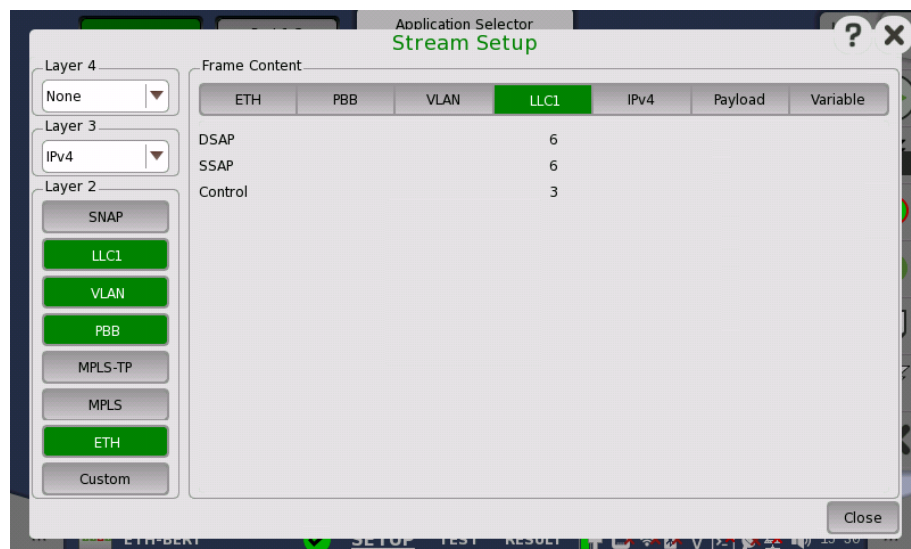 Application Selector
Stream Setup
?
Layer 4
None
Layer 3
IPv4
Layer 2
SNAP
LLC1
VLAN
PBB
MPLS-TP
MPLS
ETH
Custom
Frame Content
ETH PBB VLAN LLC1 IPv4 Payload Variable
DSAP 6
SSAP 6
Control 3
Close
ETH-BERT SETUP TEST RESULT